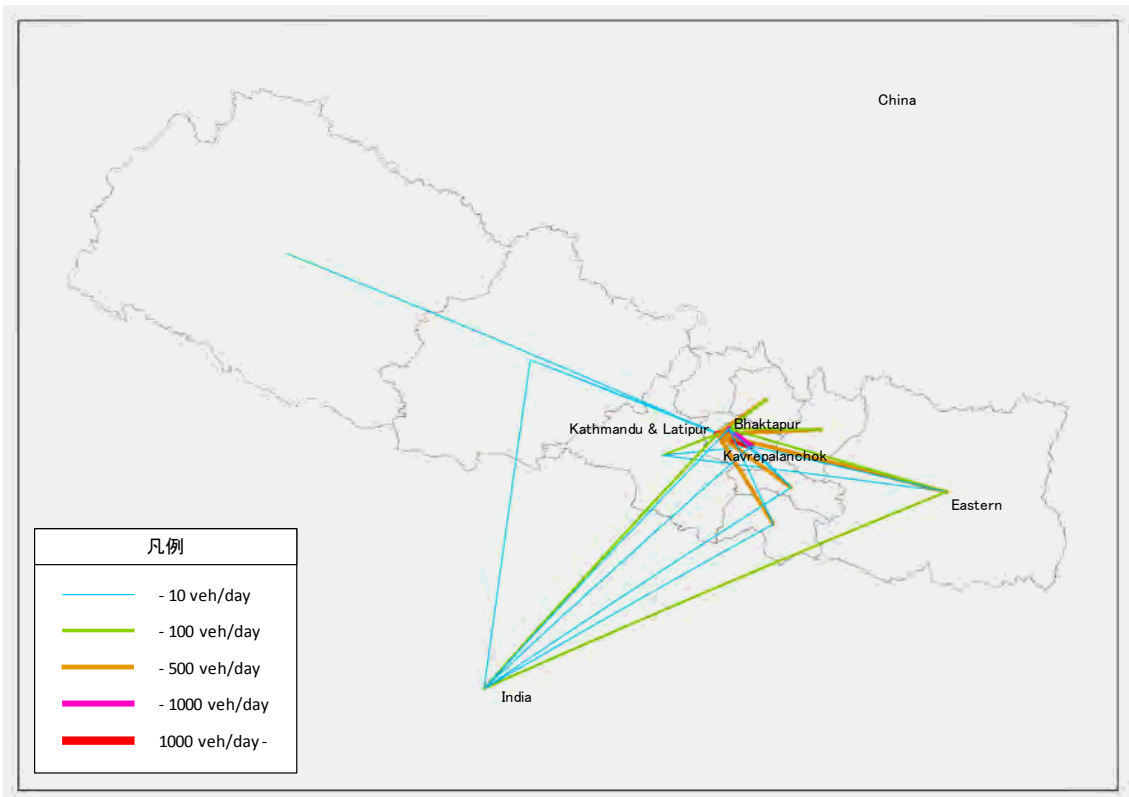 China
Kathmandu & Latipur
Bhaktapur
Kavrepalanchok
Eastern
India
凡例
- 10 veh/day
- 100 veh/day
- 500 veh/day
- 1000 veh/day
1000 veh/day -